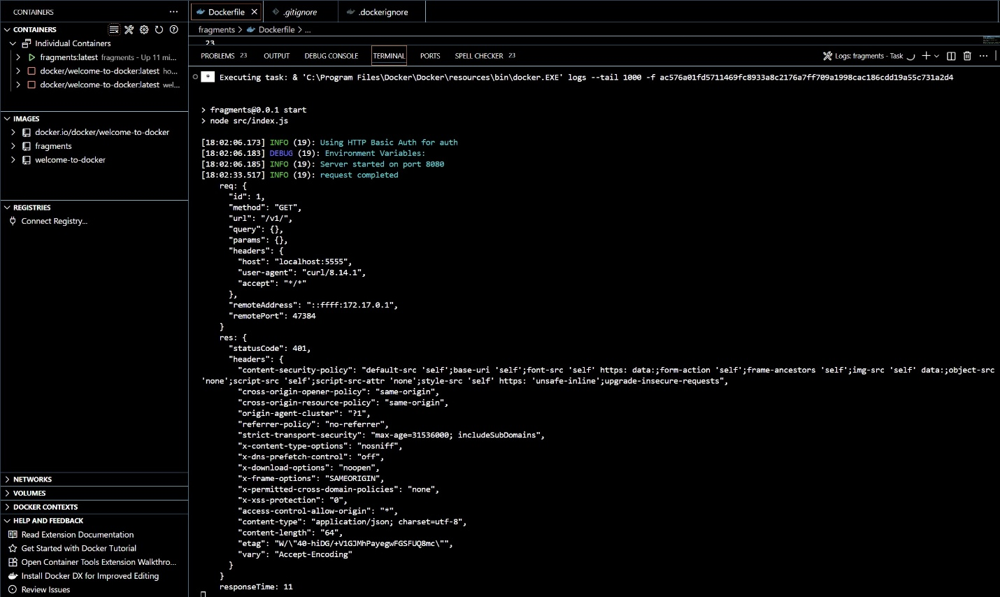 CONTAINERS
CONTAINERS
Individual Containers
fragments:latest fragments - Up 11 mi...
docker/welcome-to-docker:latest ho...
docker/welcome-to-docker:latest wel...
IMAGES
docker.io/docker/welcome-to-docker
fragments
welcome-to-docker
REGISTRIES
Connect Registry...
NETWORKS
VOLUMES
DOCKER CONTEXTS
HELP AND FEEDBACK
Read Extension Documentation
Get Started with Docker Tutorial
Open Container Tools Extension Walkthro...
Install Docker DX for Improved Editing
Review Issues
Dockerfile
.gitignore
.dockerignore
fragments > Dockerfile > ...
23
PROBLEMS 23 OUTPUT DEBUG CONSOLE TERMINAL PORTS SPELL CHECKER 23 Logs: fragments - Task
* Executing task: & 'C:\Program Files\Docker\Docker\resources\bin\docker.EXE' logs --tail 1000 -f ac576a01fd5711469fc8933a8c2176a7ff709a1998cac186cdd19a55c731a2d4
> fragments@0.0.1 start
> node src/index.js
[18:02:06.173] INFO (19): Using HTTP Basic Auth for auth
[18:02:06.183] DEBUG (19): Environment Variables:
[18:02:06.185] INFO (19): Server started on port 8080
[18:02:33.517] INFO (19): request completed
req: {
"id": 1,
"method": "GET",
"url": "/v1/",
"query": {},
"params": {},
"headers": {
"host": "localhost:5555",
"user-agent": "curl/8.14.1",
"accept": "*/*"
},
"remoteAddress": "::ffff:172.17.0.1",
"remotePort": 47384
}
res: {
"statusCode": 401,
"headers": {
"content-security-policy": "default-src 'self';base-uri 'self';font-src 'self' https: data:;form-action 'self';frame-ancestors 'self';img-src 'self' data:;object-src
'none';script-src 'self';script-src-attr 'none';style-src 'self' https: 'unsafe-inline';upgrade-insecure-requests",
"cross-origin-opener-policy": "same-origin",
"cross-origin-resource-policy": "same-origin",
"origin-agent-cluster": "?1",
"referrer-policy": "no-referrer",
"strict-transport-security": "max-age=31536000; includeSubDomains",
"x-content-type-options": "nosniff",
"x-dns-prefetch-control": "off",
"x-download-options": "noopen",
"x-frame-options": "SAMEORIGIN",
"x-permitted-cross-domain-policies": "none",
"x-xss-protection": "0",
"access-control-allow-origin": "*",
"content-type": "application/json; charset=utf-8",
"content-length": "64",
"etag": "W/\"40-hiDG/+V1GJMhPayegwFGSFUQ8mc\"",
"vary": "Accept-Encoding"
}
}
responseTime: 11